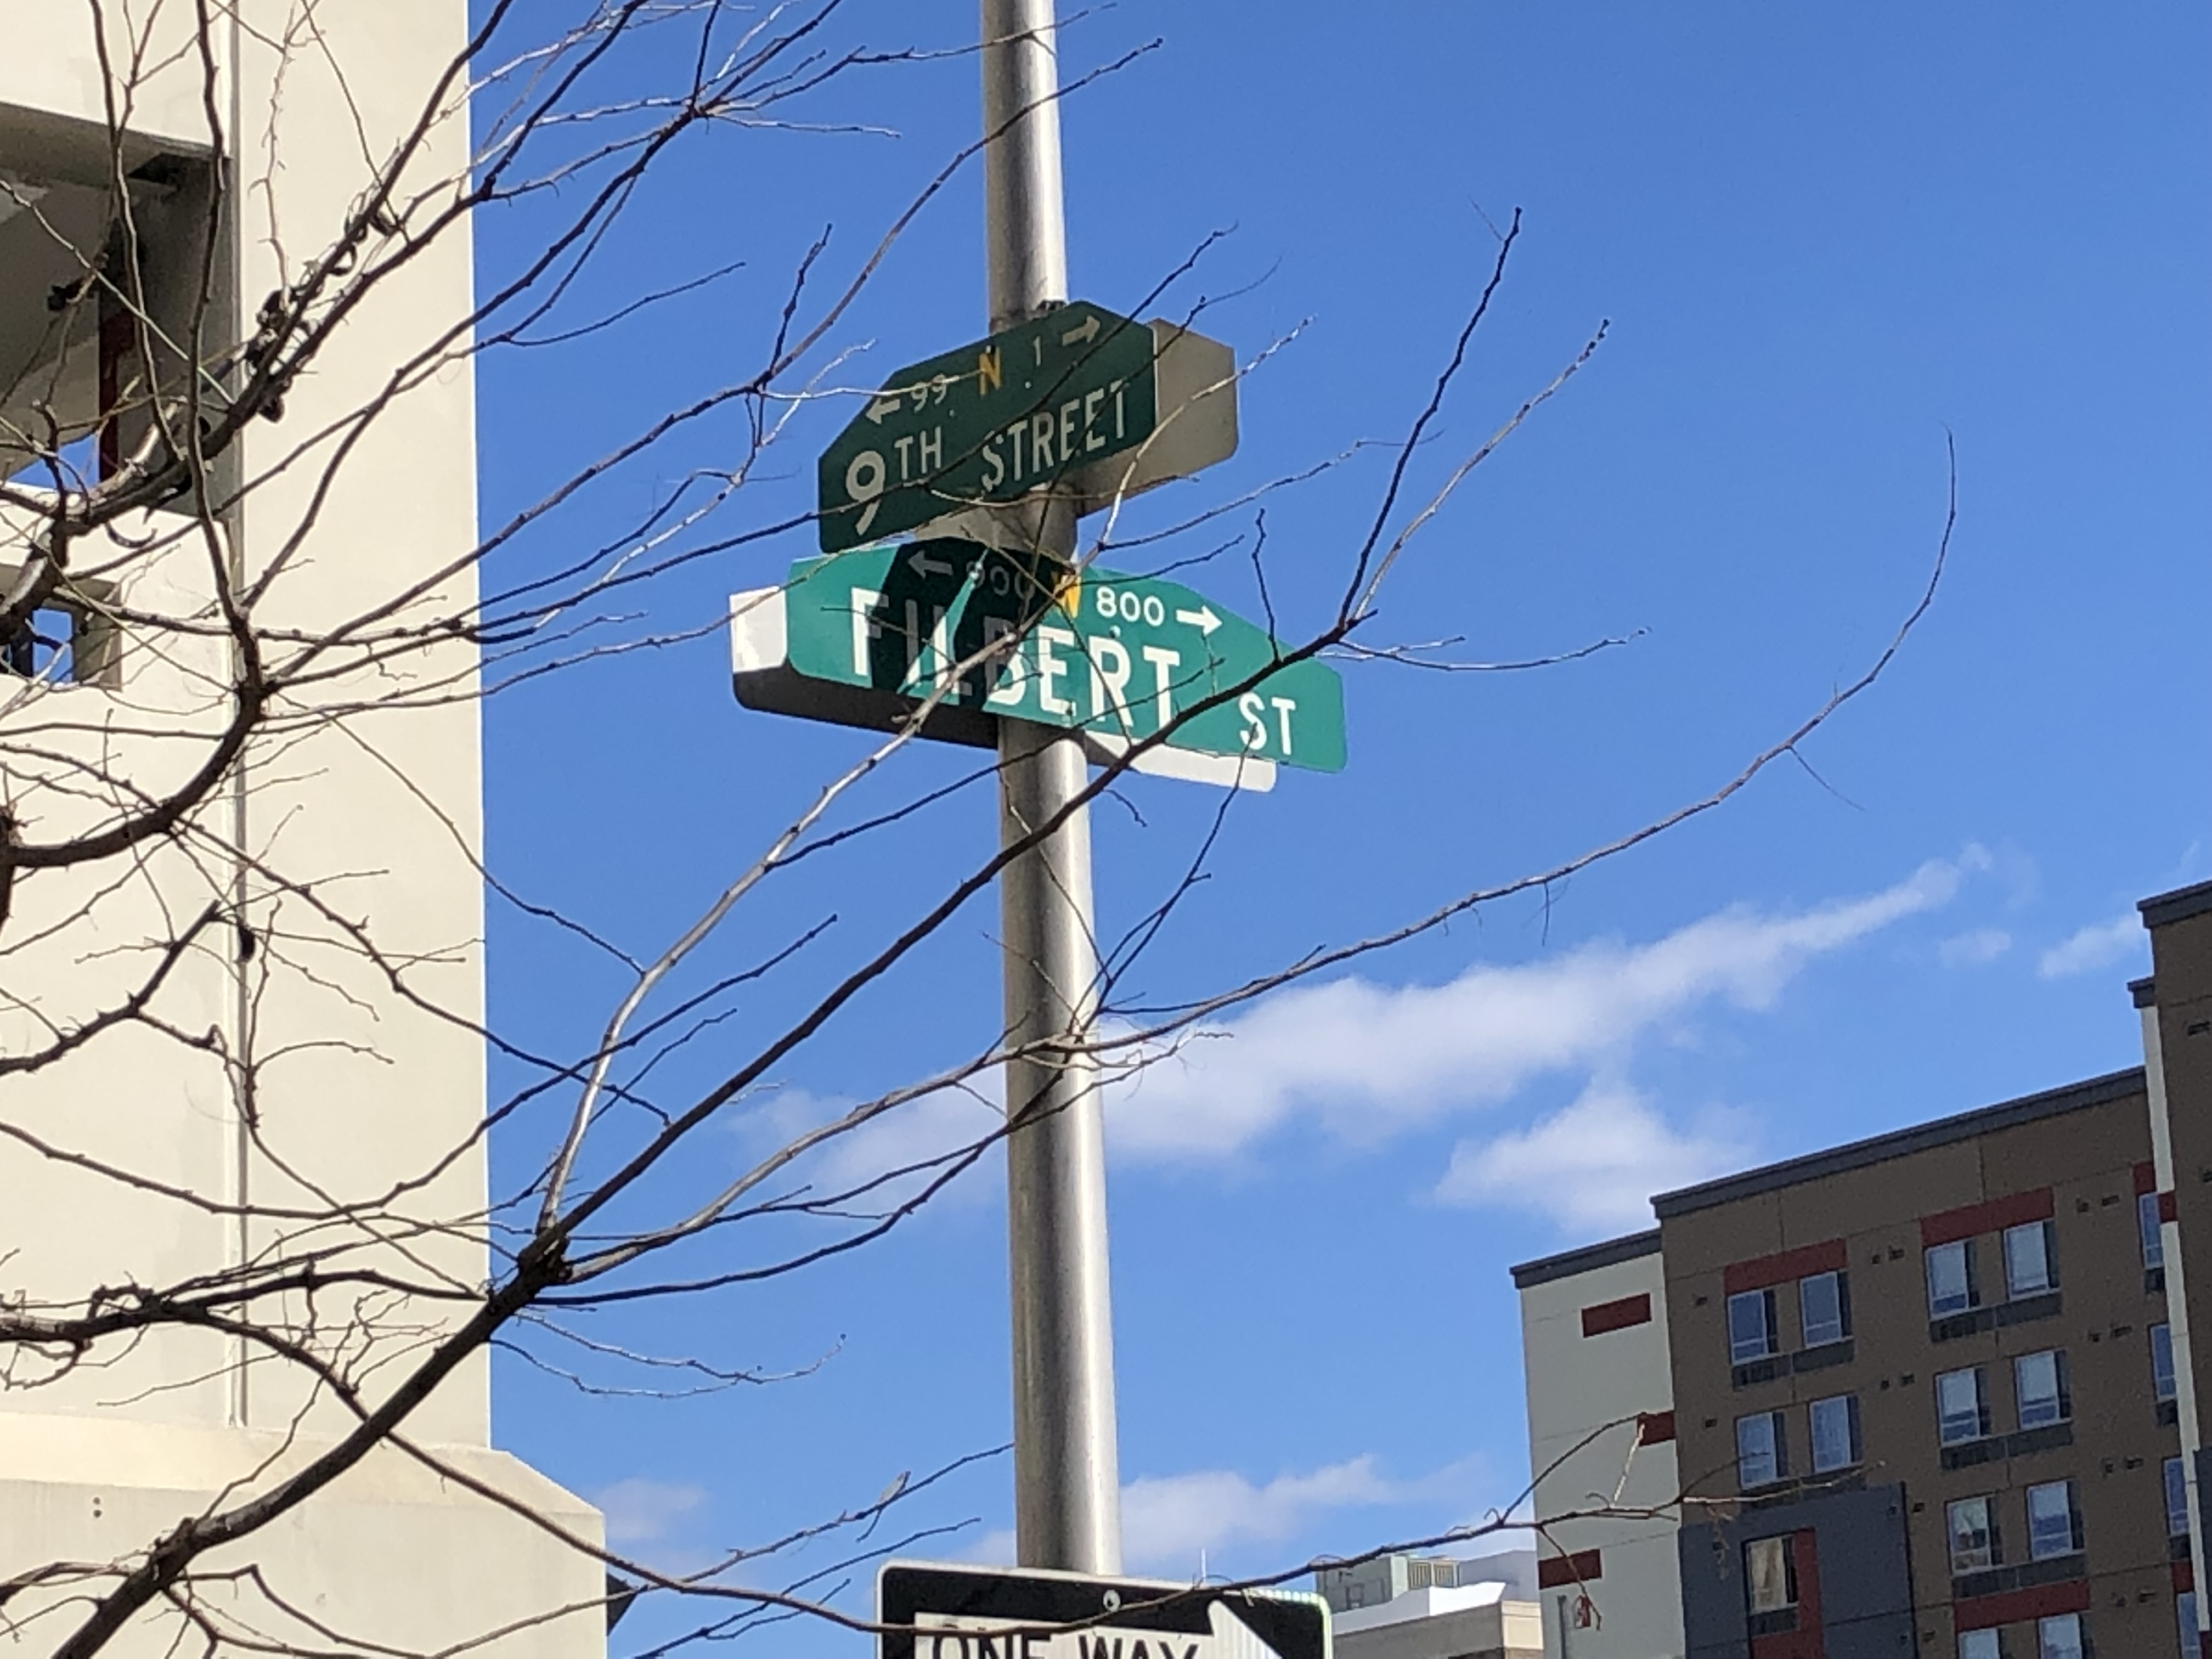 ← 99 N 1 →
9TH STREET
← 900 W 800 →
FILBERT ST
ONE WAY